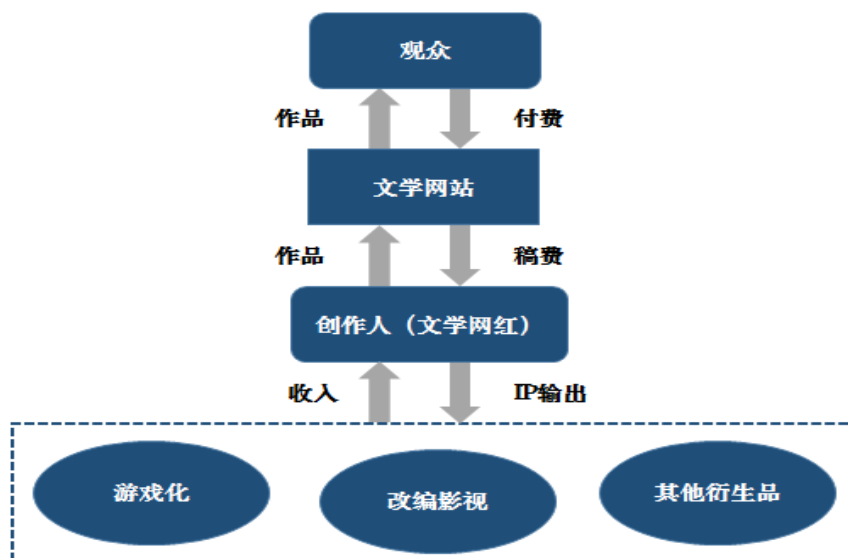 观众
作品
付费
文学网站
作品
稿费
创作人（文学网红）
收入
IP输出
游戏化
改编影视
其他衍生品